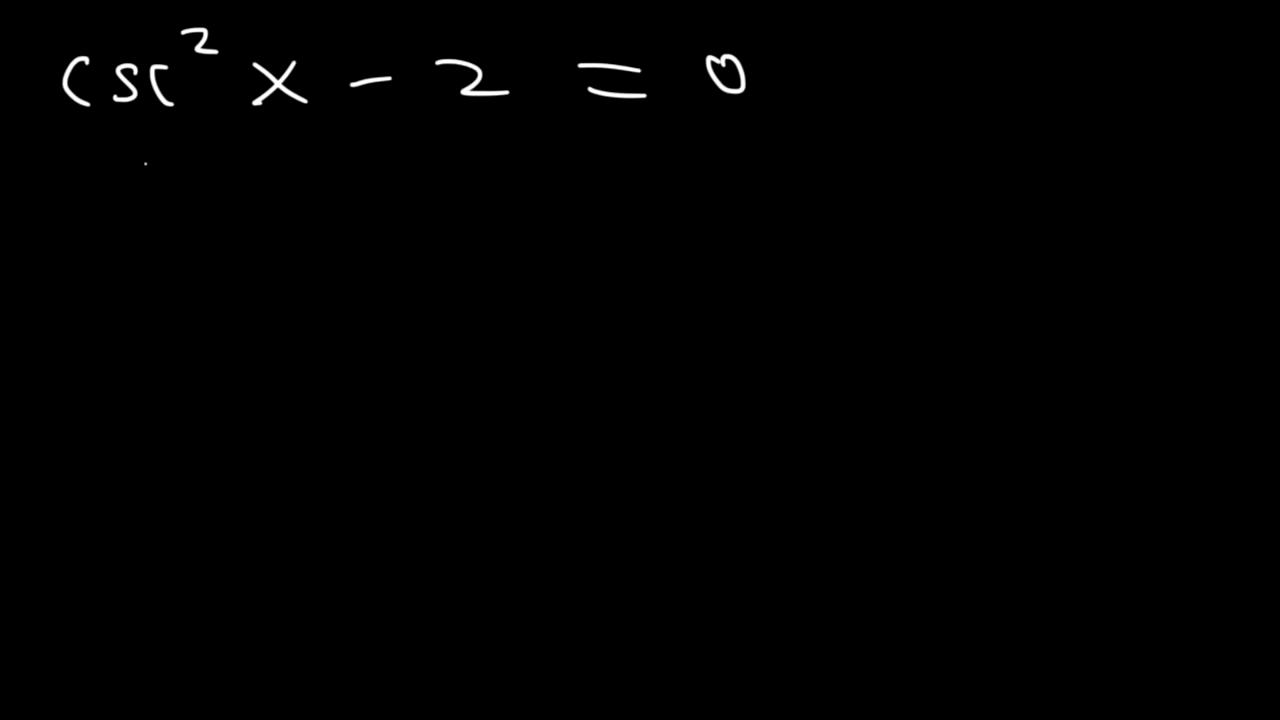 csc² x - 2 = 0